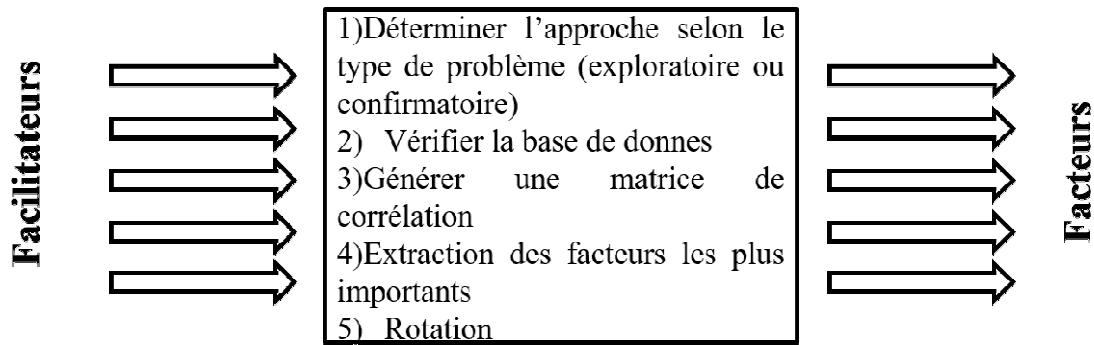 Facilitateurs
1)Déterminer l'approche selon le
type de problème (exploratoire ou
confirmatoire)
2) Vérifier la base de donnes
3)Générer une matrice de
corrélation
4)Extraction des facteurs les plus
importants
5) Rotation
Facteurs